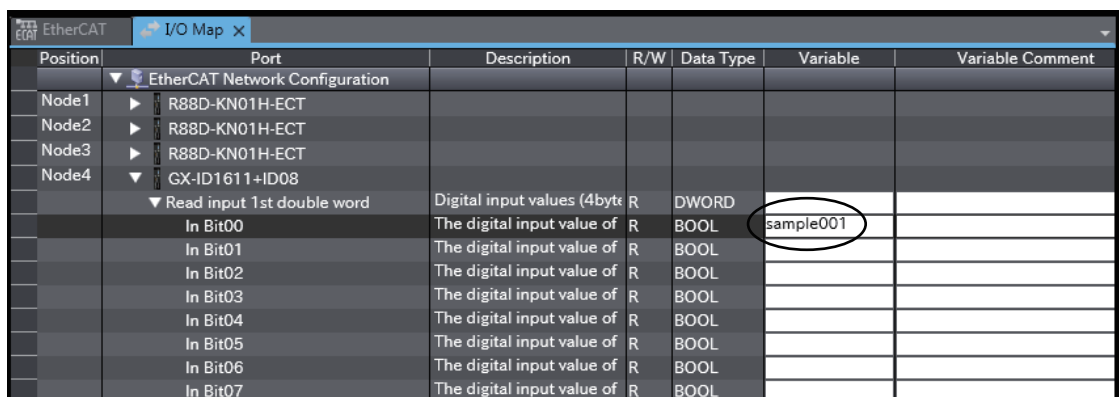 EtherCAT I/O Map
Position Port Description R/W Data Type Variable Variable Comment
EtherCAT Network Configuration
Node1 R88D-KN01H-ECT
Node2 R88D-KN01H-ECT
Node3 R88D-KN01H-ECT
Node4 GX-ID1611+ID08
Read input 1st double word Digital input values (4byte R DWORD
In Bit00 The digital input value of R BOOL sample001
In Bit01 The digital input value of R BOOL
In Bit02 The digital input value of R BOOL
In Bit03 The digital input value of R BOOL
In Bit04 The digital input value of R BOOL
In Bit05 The digital input value of R BOOL
In Bit06 The digital input value of R BOOL
In Bit07 The digital input value of R BOOL